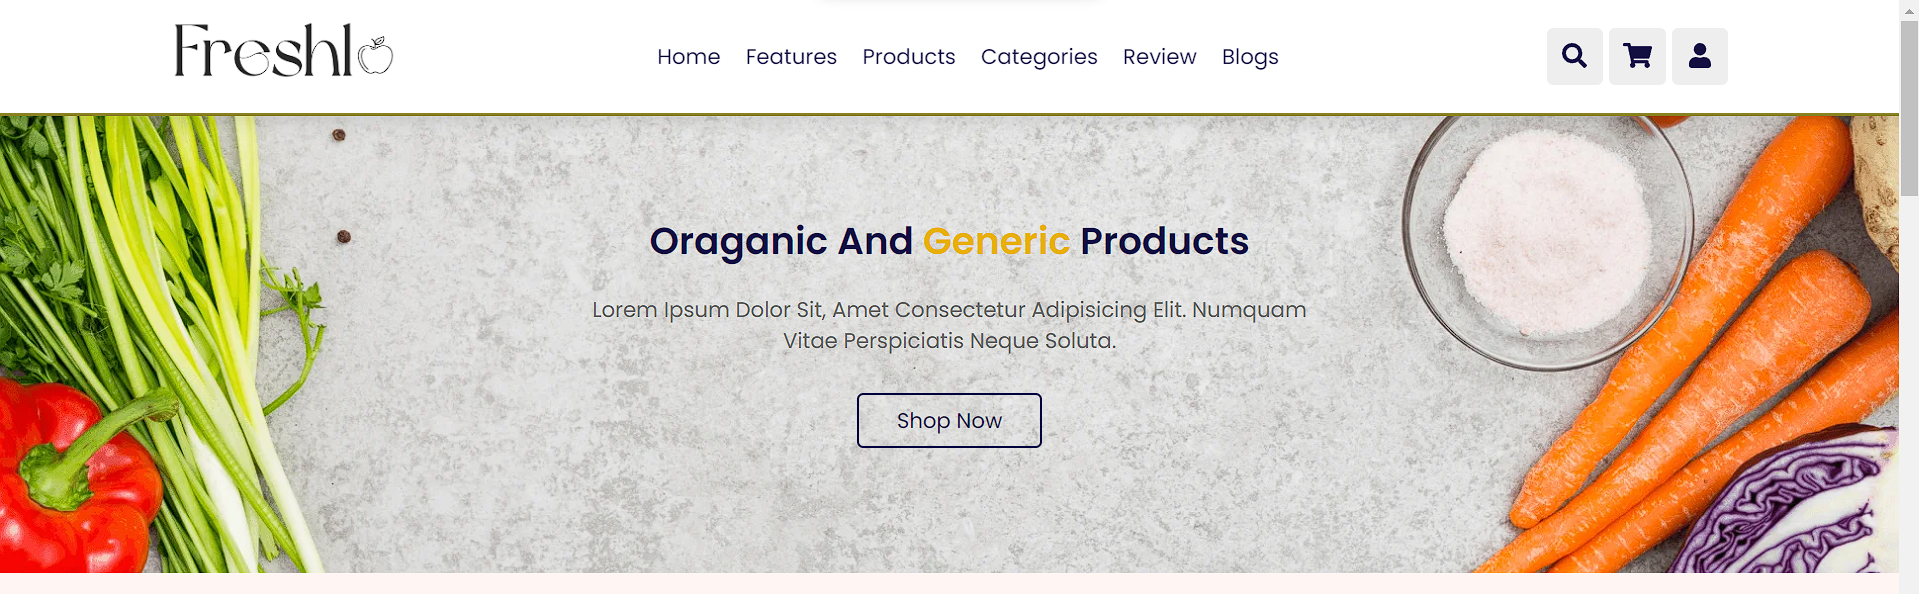 Freshlo
Home Features Products Categories Review Blogs
Oraganic And Generic Products
Lorem Ipsum Dolor Sit, Amet Consectetur Adipisicing Elit. Numquam
Vitae Perspiciatis Neque Soluta.
Shop Now